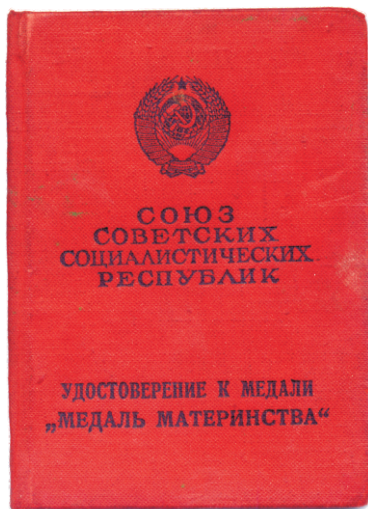 СОЮЗ
СОВЕТСКИХ
СОЦИАЛИСТИЧЕСКИХ
РЕСПУБЛИК
УДОСТОВЕРЕНИЕ К МЕДАЛИ
„МЕДАЛЬ МАТЕРИНСТВА“